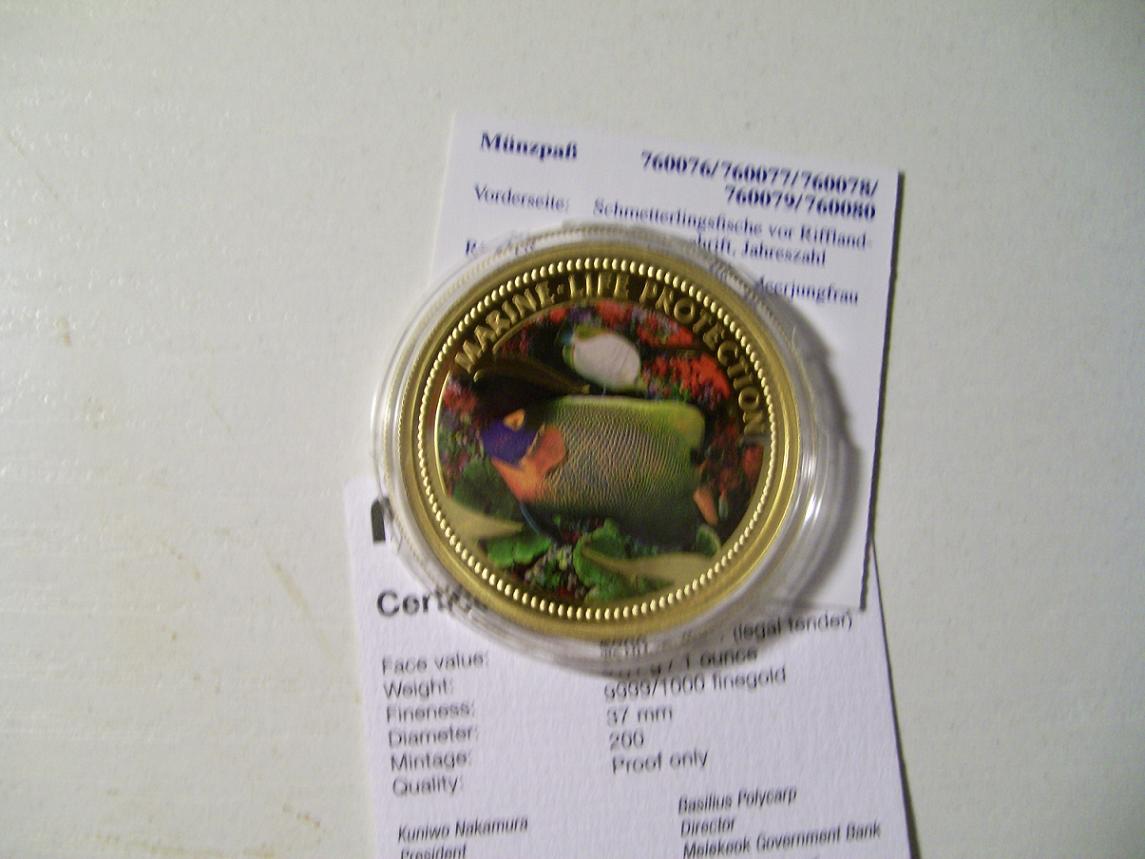 Münzpaß 760076/760077/760078/
760079/760080
Vorderseite: Schmetterlingsfische vor Riffland-
Jahreszahl
MARINE·LIFE PROTECTION
(legal tender)
Face value:
Weight: / 1 ounce
Fineness: 9999/1000 finegold
Diameter: 37 mm
Mintage: 200
Quality: Proof only
Kuniwo Nakamura
President
Basilius Polycarp
Director
Melekeok Government Bank